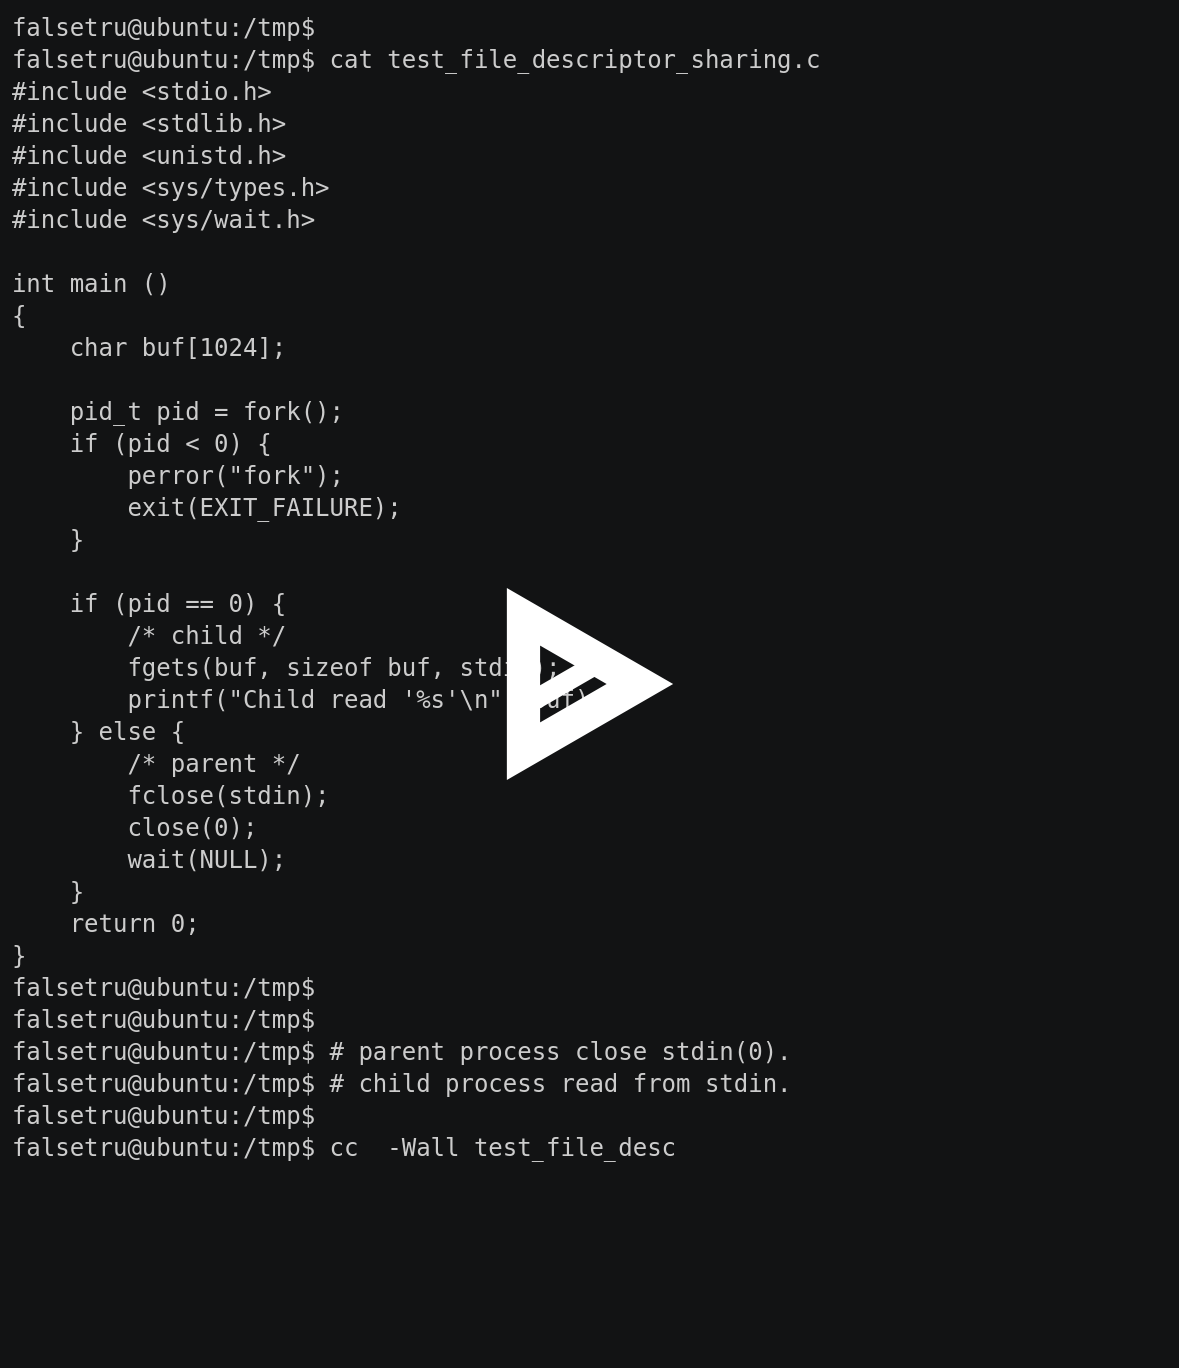 falsetru@ubuntu:/tmp$
falsetru@ubuntu:/tmp$ cat test_file_descriptor_sharing.c
#include <stdio.h>
#include <stdlib.h>
#include <unistd.h>
#include <sys/types.h>
#include <sys/wait.h>
int main ()
{
    char buf[1024];
    pid_t pid = fork();
    if (pid < 0) {
        perror("fork");
        exit(EXIT_FAILURE);
    }
    if (pid == 0) {
        /* child */
        fgets(buf, sizeof buf, stdin);
        printf("Child read '%s'\n", buf)
    } else {
        /* parent */
        fclose(stdin);
        close(0);
        wait(NULL);
    }
    return 0;
}
falsetru@ubuntu:/tmp$
falsetru@ubuntu:/tmp$
falsetru@ubuntu:/tmp$ # parent process close stdin(0).
falsetru@ubuntu:/tmp$ # child process read from stdin.
falsetru@ubuntu:/tmp$
falsetru@ubuntu:/tmp$ cc  -Wall test_file_desc